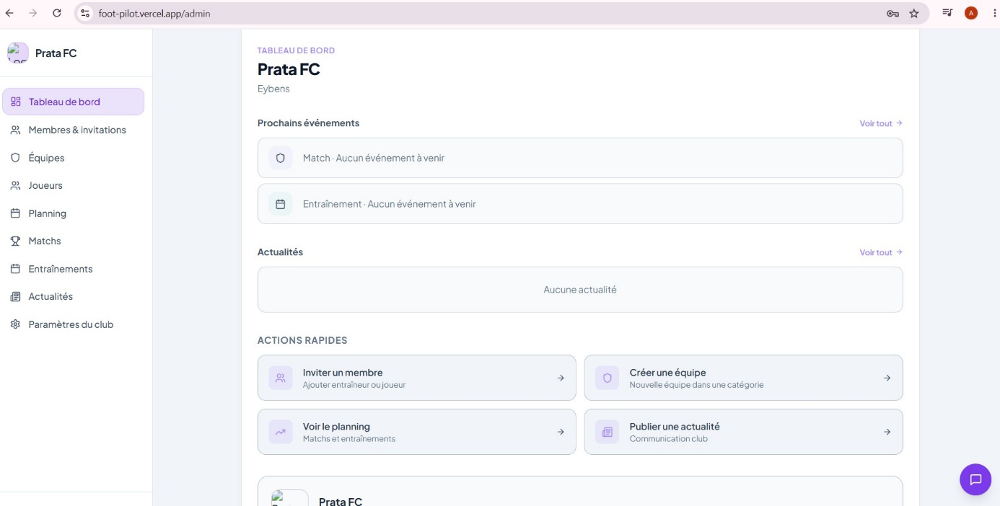 foot-pilot.vercel.app/admin
A
Prata FC
Tableau de bord
Membres & invitations
Équipes
Joueurs
Planning
Matchs
Entraînements
Actualités
Paramètres du club
TABLEAU DE BORD
Prata FC
Eybens
Prochains événements
Voir tout →
Match · Aucun événement à venir
Entraînement · Aucun événement à venir
Actualités
Voir tout →
Aucune actualité
ACTIONS RAPIDES
Inviter un membre
Ajouter entraîneur ou joueur
Créer une équipe
Nouvelle équipe dans une catégorie
Voir le planning
Matchs et entraînements
Publier une actualité
Communication club
Prata FC